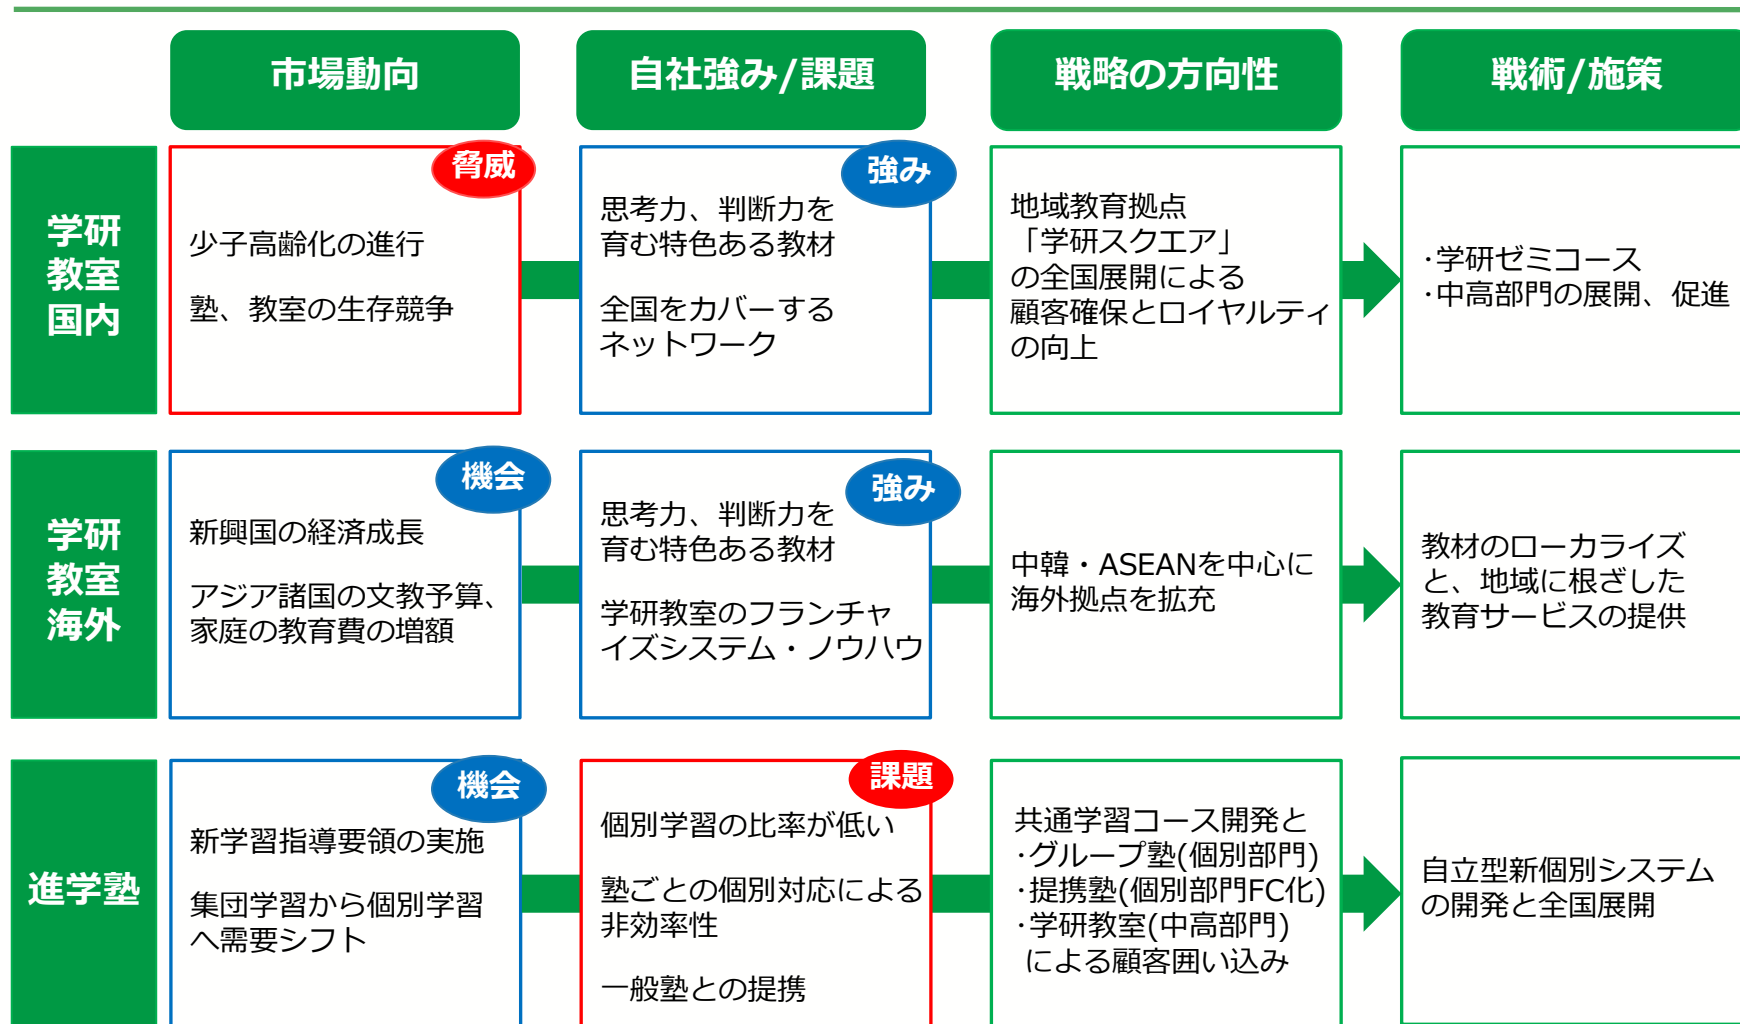 市場動向
自社強み/課題
戦略の方向性
戦術/施策
学研
教室
国内
脅威
少子高齢化の進行
塾、教室の生存競争
強み
思考力、判断力を
育む特色ある教材
全国をカバーする
ネットワーク
地域教育拠点
「学研スクエア」
の全国展開による
顧客確保とロイヤルティ
の向上
･学研ゼミコース
･中高部門の展開、促進
学研
教室
海外
機会
新興国の経済成長
アジア諸国の文教予算、
家庭の教育費の増額
強み
思考力、判断力を
育む特色ある教材
学研教室のフランチャ
イズシステム・ノウハウ
中韓・ASEANを中心に
海外拠点を拡充
教材のローカライズ
と、地域に根ざした
教育サービスの提供
進学塾
機会
新学習指導要領の実施
集団学習から個別学習
へ需要シフト
課題
個別学習の比率が低い
塾ごとの個別対応による
非効率性
一般塾との提携
共通学習コース開発と
･グループ塾(個別部門)
･提携塾(個別部門FC化)
･学研教室(中高部門)
による顧客囲い込み
自立型新個別システム
の開発と全国展開